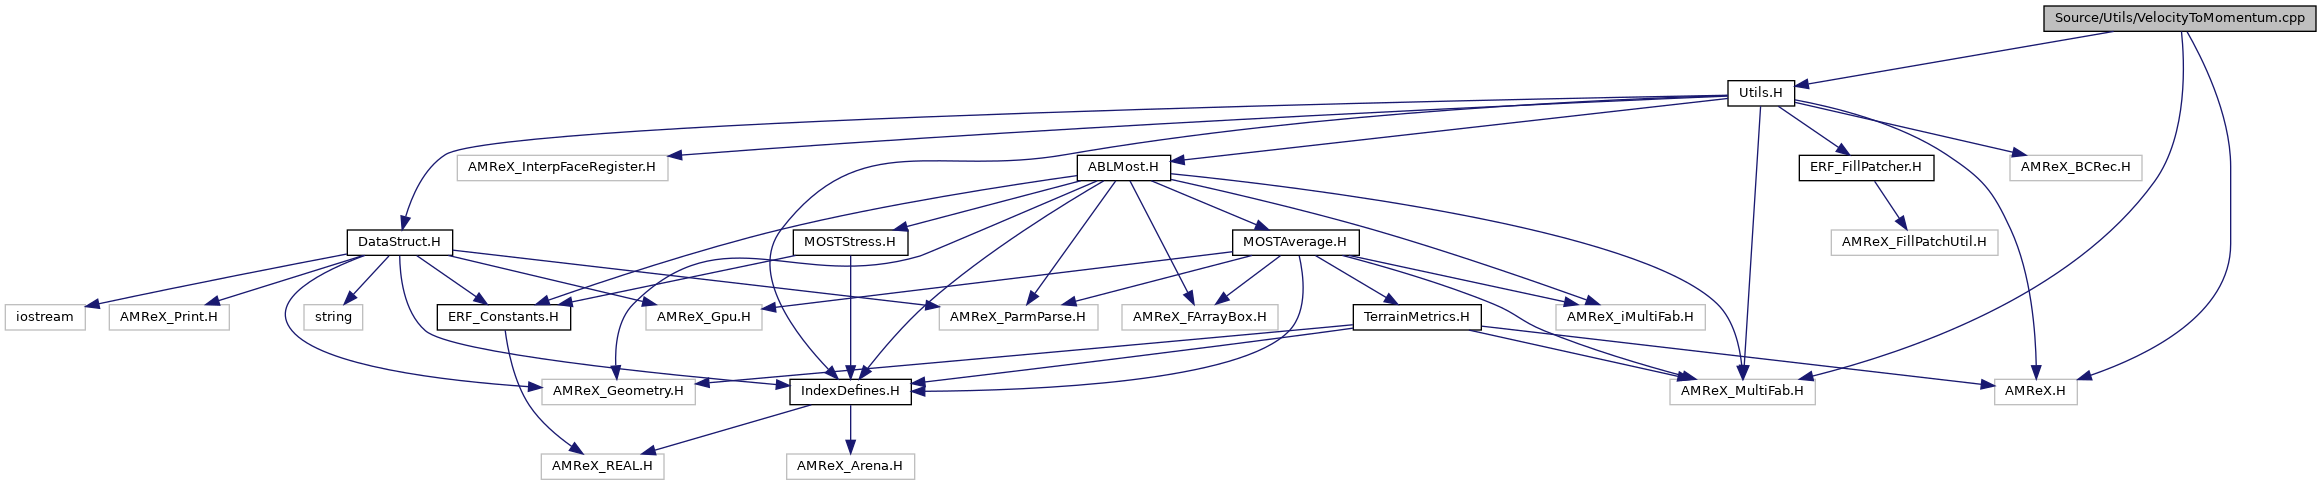 Source/Utils/VelocityToMomentum.cpp
Utils.H
AMReX_InterpFaceRegister.H
ABLMost.H
ERF_FillPatcher.H
AMReX_BCRec.H
DataStruct.H
MOSTStress.H
MOSTAverage.H
AMReX_FillPatchUtil.H
iostream
AMReX_Print.H
string
ERF_Constants.H
AMReX_Gpu.H
AMReX_ParmParse.H
AMReX_FArrayBox.H
TerrainMetrics.H
AMReX_iMultiFab.H
AMReX_Geometry.H
IndexDefines.H
AMReX_MultiFab.H
AMReX.H
AMReX_REAL.H
AMReX_Arena.H